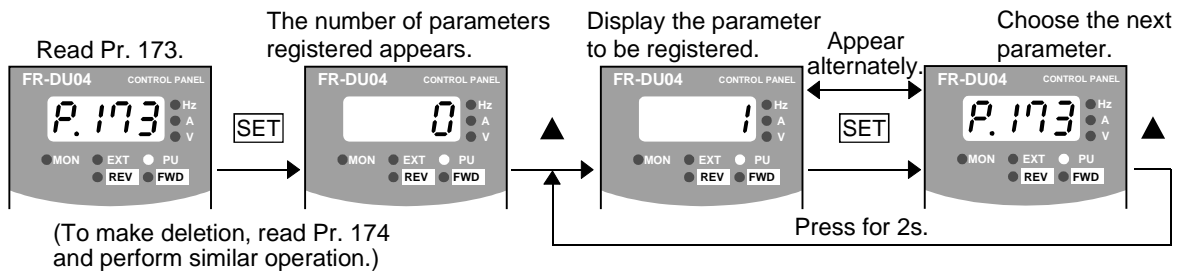 Read Pr. 173.
The number of parameters
registered appears.
Display the parameter
to be registered.
Appear
alternately.
Choose the next
parameter.
FR-DU04 CONTROL PANEL
P. 173
Hz
A
V
MON EXT PU
REV FWD
SET
FR-DU04 CONTROL PANEL
0
Hz
A
V
MON EXT PU
REV FWD
▲
FR-DU04 CONTROL PANEL
1
Hz
A
V
MON EXT PU
REV FWD
SET
FR-DU04 CONTROL PANEL
P. 173
Hz
A
V
MON EXT PU
REV FWD
▲
Press for 2s.
(To make deletion, read Pr. 174
and perform similar operation.)